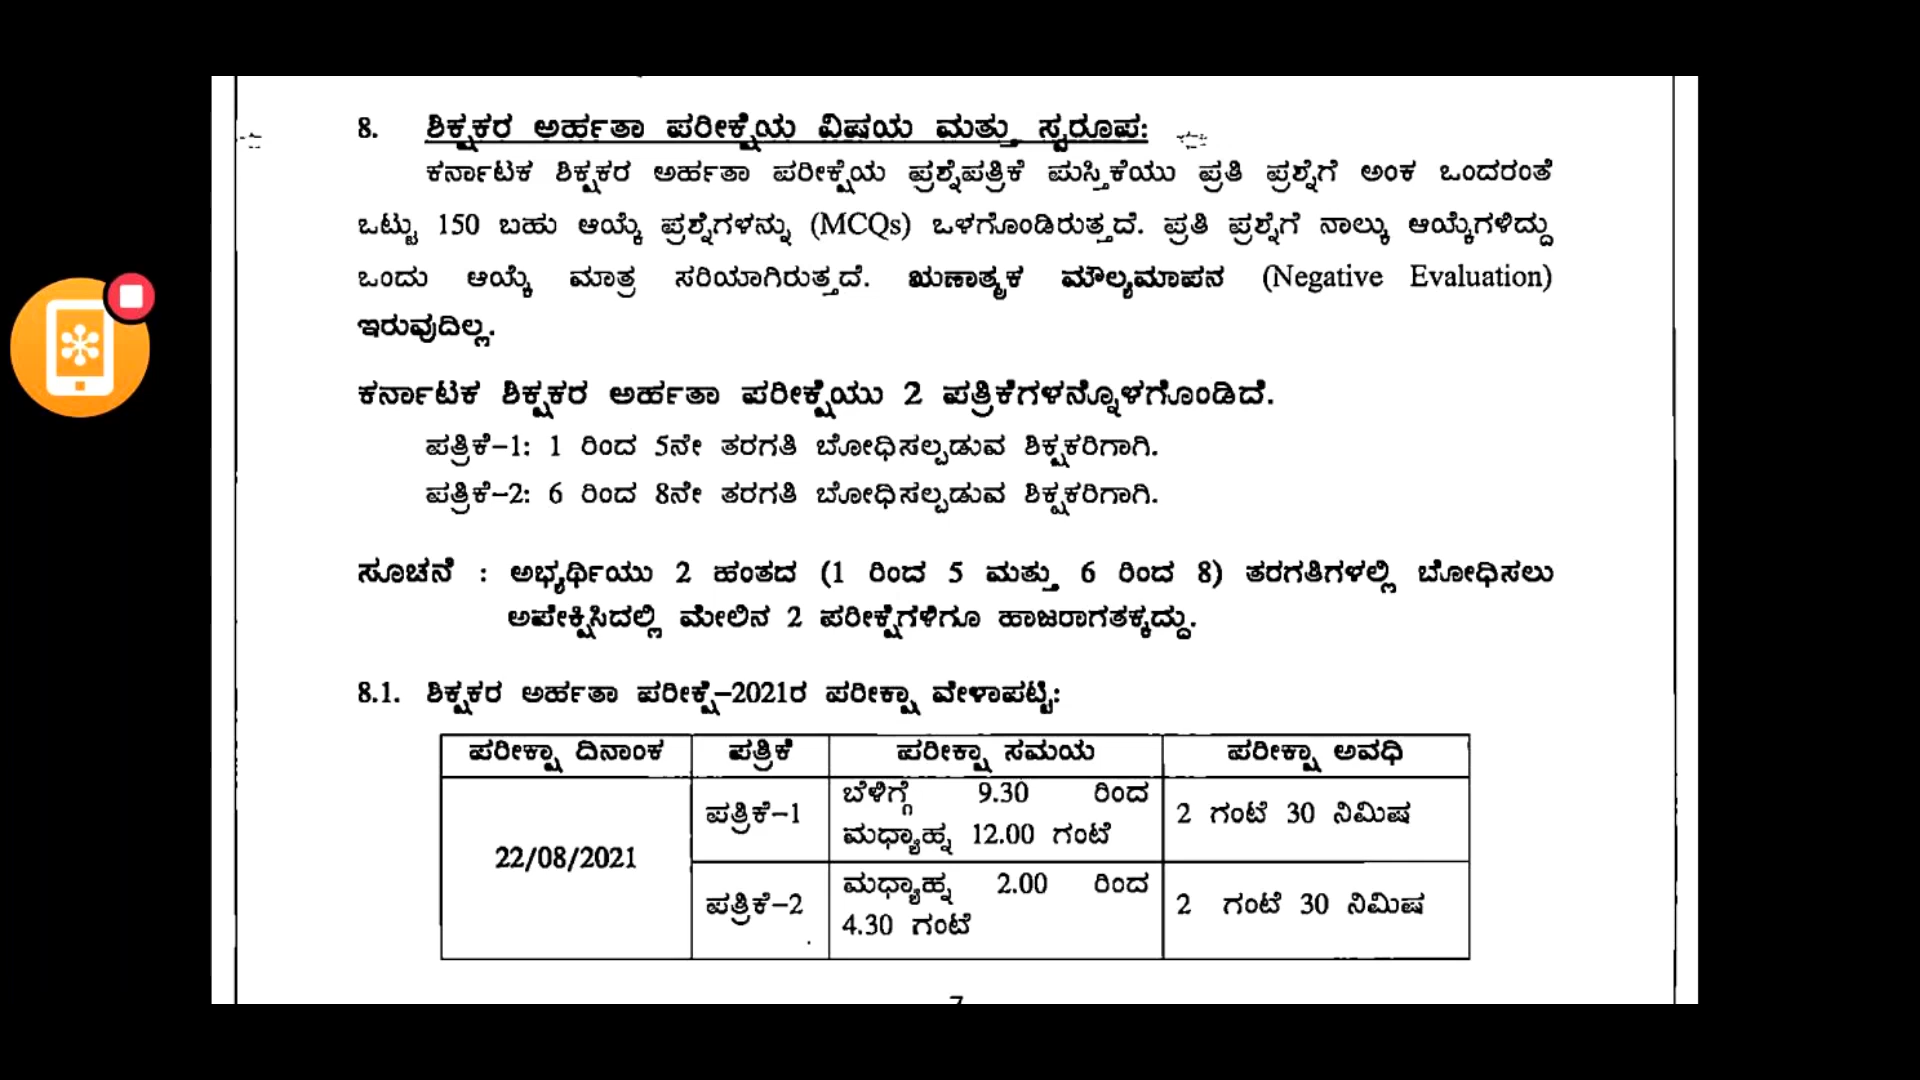 8. ಶಿಕ್ಷಕರ ಅರ್ಹತಾ ಪರೀಕ್ಷೆಯ ವಿಷಯ ಮತ್ತು ಸ್ವರೂಪ:
ಕರ್ನಾಟಕ ಶಿಕ್ಷಕರ ಅರ್ಹತಾ ಪರೀಕ್ಷೆಯ ಪ್ರಶ್ನೆಪತ್ರಿಕೆ ಪುಸ್ತಿಕೆಯು ಪ್ರತಿ ಪ್ರಶ್ನೆಗೆ ಅಂಕ ಒಂದರಂತೆ
ಒಟ್ಟು 150 ಬಹು ಆಯ್ಕೆ ಪ್ರಶ್ನೆಗಳನ್ನು (MCQs) ಒಳಗೊಂಡಿರುತ್ತದೆ. ಪ್ರತಿ ಪ್ರಶ್ನೆಗೆ ನಾಲ್ಕು ಆಯ್ಕೆಗಳಿದ್ದು
ಒಂದು ಆಯ್ಕೆ ಮಾತ್ರ ಸರಿಯಾಗಿರುತ್ತದೆ. ಋಣಾತ್ಮಕ ಮೌಲ್ಯಮಾಪನ (Negative Evaluation)
ಇರುವುದಿಲ್ಲ.
ಕರ್ನಾಟಕ ಶಿಕ್ಷಕರ ಅರ್ಹತಾ ಪರೀಕ್ಷೆಯು 2 ಪತ್ರಿಕೆಗಳನ್ನೊಳಗೊಂಡಿದೆ.
ಪತ್ರಿಕೆ–1: 1 ರಿಂದ 5ನೇ ತರಗತಿ ಬೋಧಿಸಲ್ಪಡುವ ಶಿಕ್ಷಕರಿಗಾಗಿ.
ಪತ್ರಿಕೆ–2: 6 ರಿಂದ 8ನೇ ತರಗತಿ ಬೋಧಿಸಲ್ಪಡುವ ಶಿಕ್ಷಕರಿಗಾಗಿ.
ಸೂಚನೆ : ಅಭ್ಯರ್ಥಿಯು 2 ಹಂತದ (1 ರಿಂದ 5 ಮತ್ತು 6 ರಿಂದ 8) ತರಗತಿಗಳಲ್ಲಿ ಬೋಧಿಸಲು
ಅಪೇಕ್ಷಿಸಿದಲ್ಲಿ ಮೇಲಿನ 2 ಪರೀಕ್ಷೆಗಳಿಗೂ ಹಾಜರಾಗತಕ್ಕದ್ದು.
8.1. ಶಿಕ್ಷಕರ ಅರ್ಹತಾ ಪರೀಕ್ಷೆ–2021ರ ಪರೀಕ್ಷಾ ವೇಳಾಪಟ್ಟಿ:
ಪರೀಕ್ಷಾ ದಿನಾಂಕ ಪತ್ರಿಕೆ ಪರೀಕ್ಷಾ ಸಮಯ ಪರೀಕ್ಷಾ ಅವಧಿ
22/08/2021
ಪತ್ರಿಕೆ–1
ಬೆಳಿಗ್ಗೆ 9.30 ರಿಂದ
ಮಧ್ಯಾಹ್ನ 12.00 ಗಂಟೆ
2 ಗಂಟೆ 30 ನಿಮಿಷ
ಪತ್ರಿಕೆ–2
ಮಧ್ಯಾಹ್ನ 2.00 ರಿಂದ
4.30 ಗಂಟೆ
2 ಗಂಟೆ 30 ನಿಮಿಷ